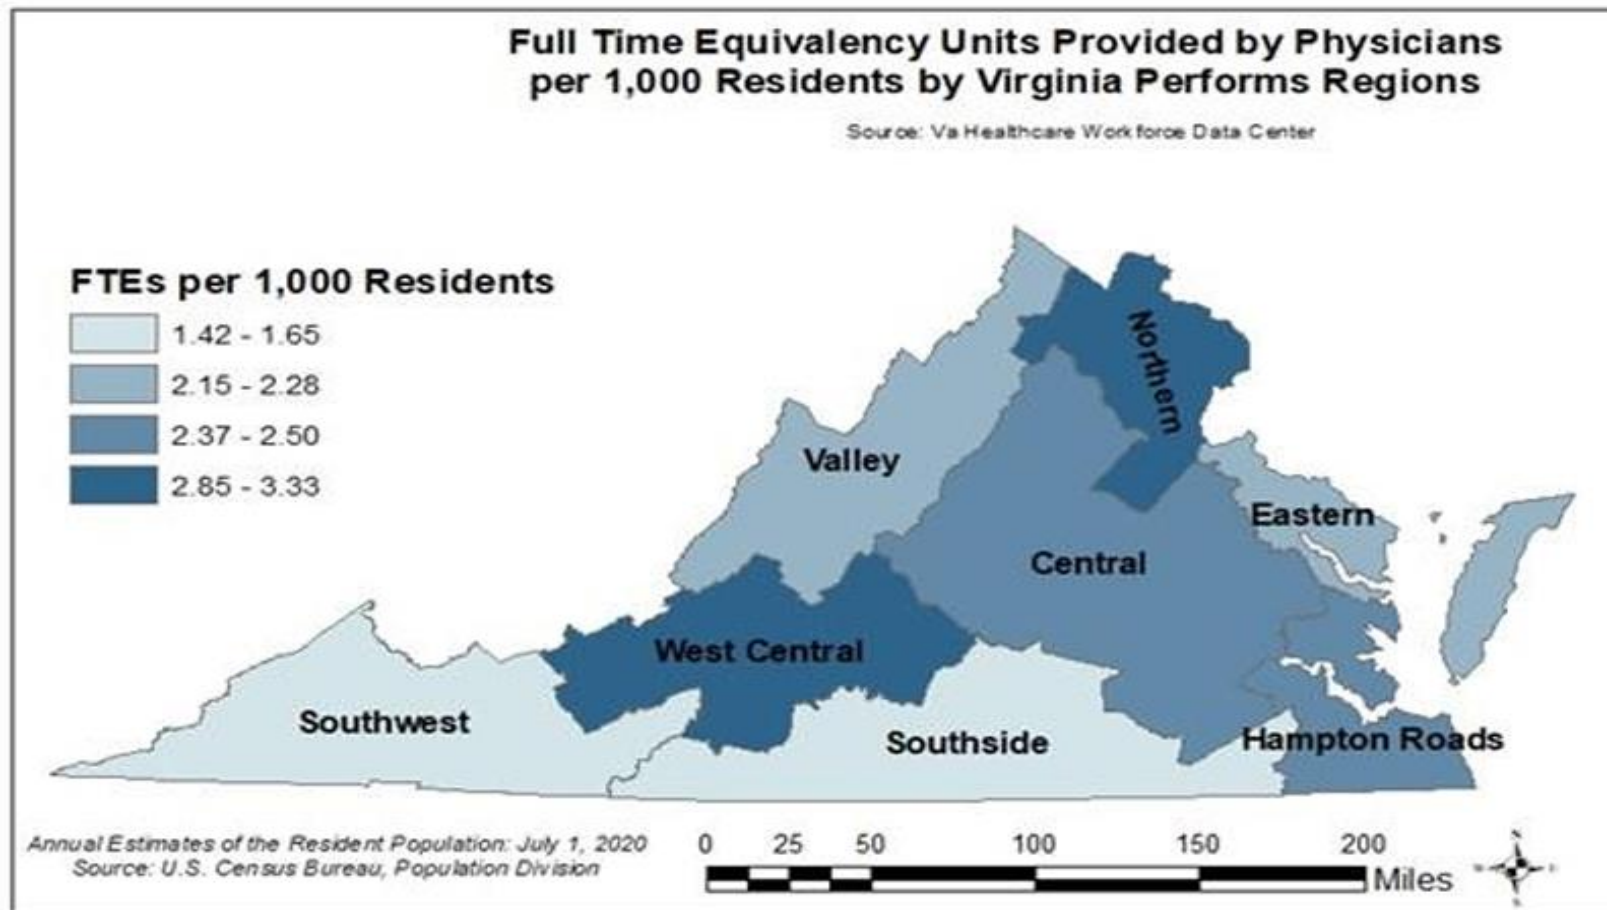 Full Time Equivalency Units Provided by Physicians
per 1,000 Residents by Virginia Performs Regions
Source: Va Healthcare Workforce Data Center
FTEs per 1,000 Residents
1.42 - 1.65
2.15 - 2.28
2.37 - 2.50
2.85 - 3.33
Northern
Valley
Eastern
Central
West Central
Southwest
Southside
Hampton Roads
Annual Estimates of the Resident Population: July 1, 2020
Source: U.S. Census Bureau, Population Division
0 25 50 100 150 200
Miles